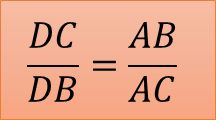 DC/DB = AB/AC